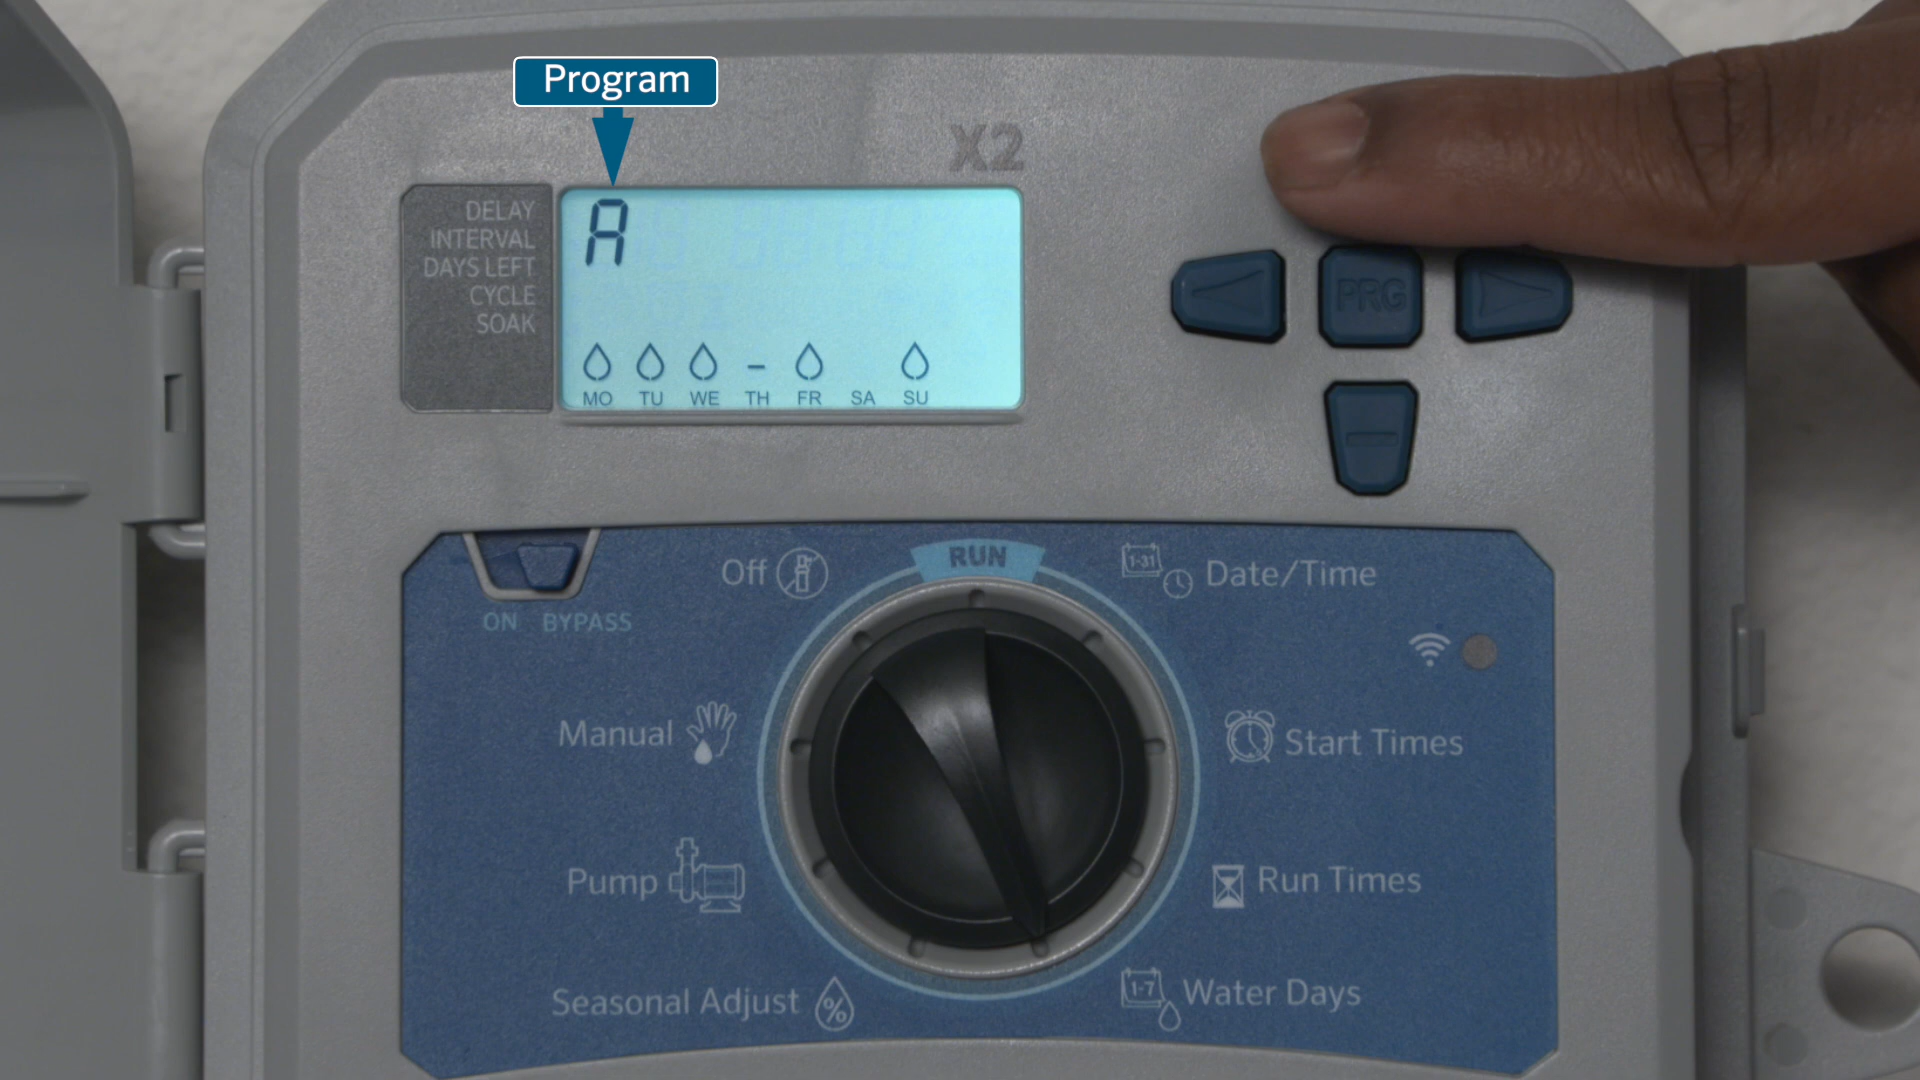 Program
X2
DELAY
INTERVAL
DAYS LEFT
CYCLE
SOAK
A
MO TU WE TH FR SA SU
PRG
ON BYPASS
Off
RUN
1-31
Date/Time
Manual
Start Times
Pump
Run Times
Seasonal Adjust %
1-7
Water Days